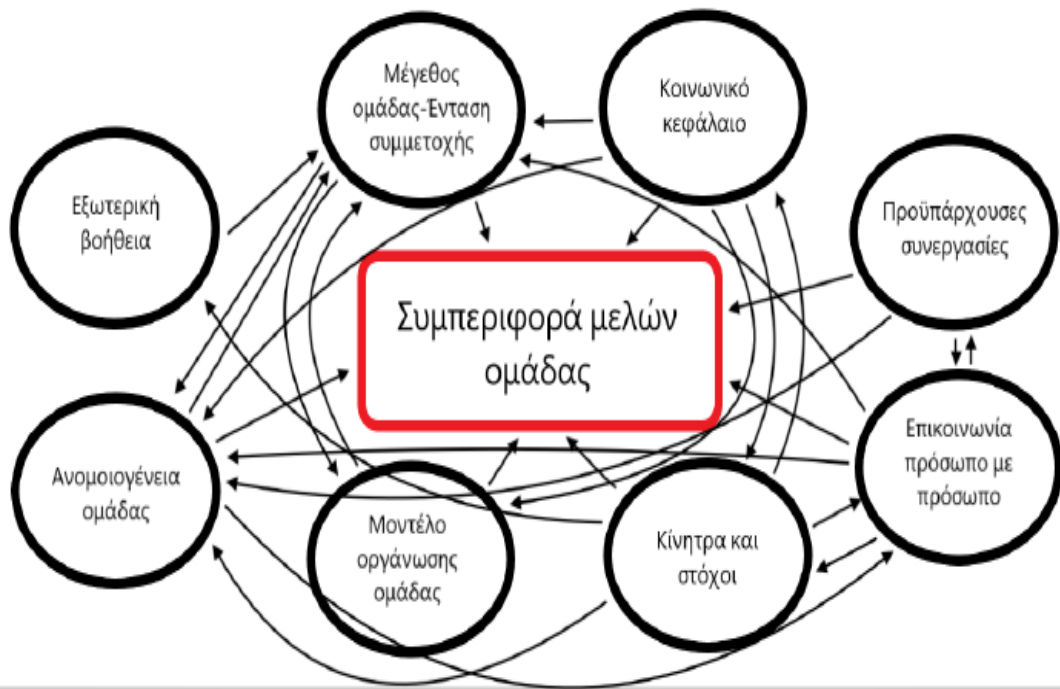 Μέγεθος
ομάδας-Ένταση
συμμετοχής
Κοινωνικό
κεφάλαιο
Εξωτερική
βοήθεια
Προϋπάρχουσες
συνεργασίες
Συμπεριφορά μελών
ομάδας
Ανομοιογένεια
ομάδας
Μοντέλο
οργάνωσης
ομάδας
Κίνητρα και
στόχοι
Επικοινωνία
πρόσωπο με
πρόσωπο